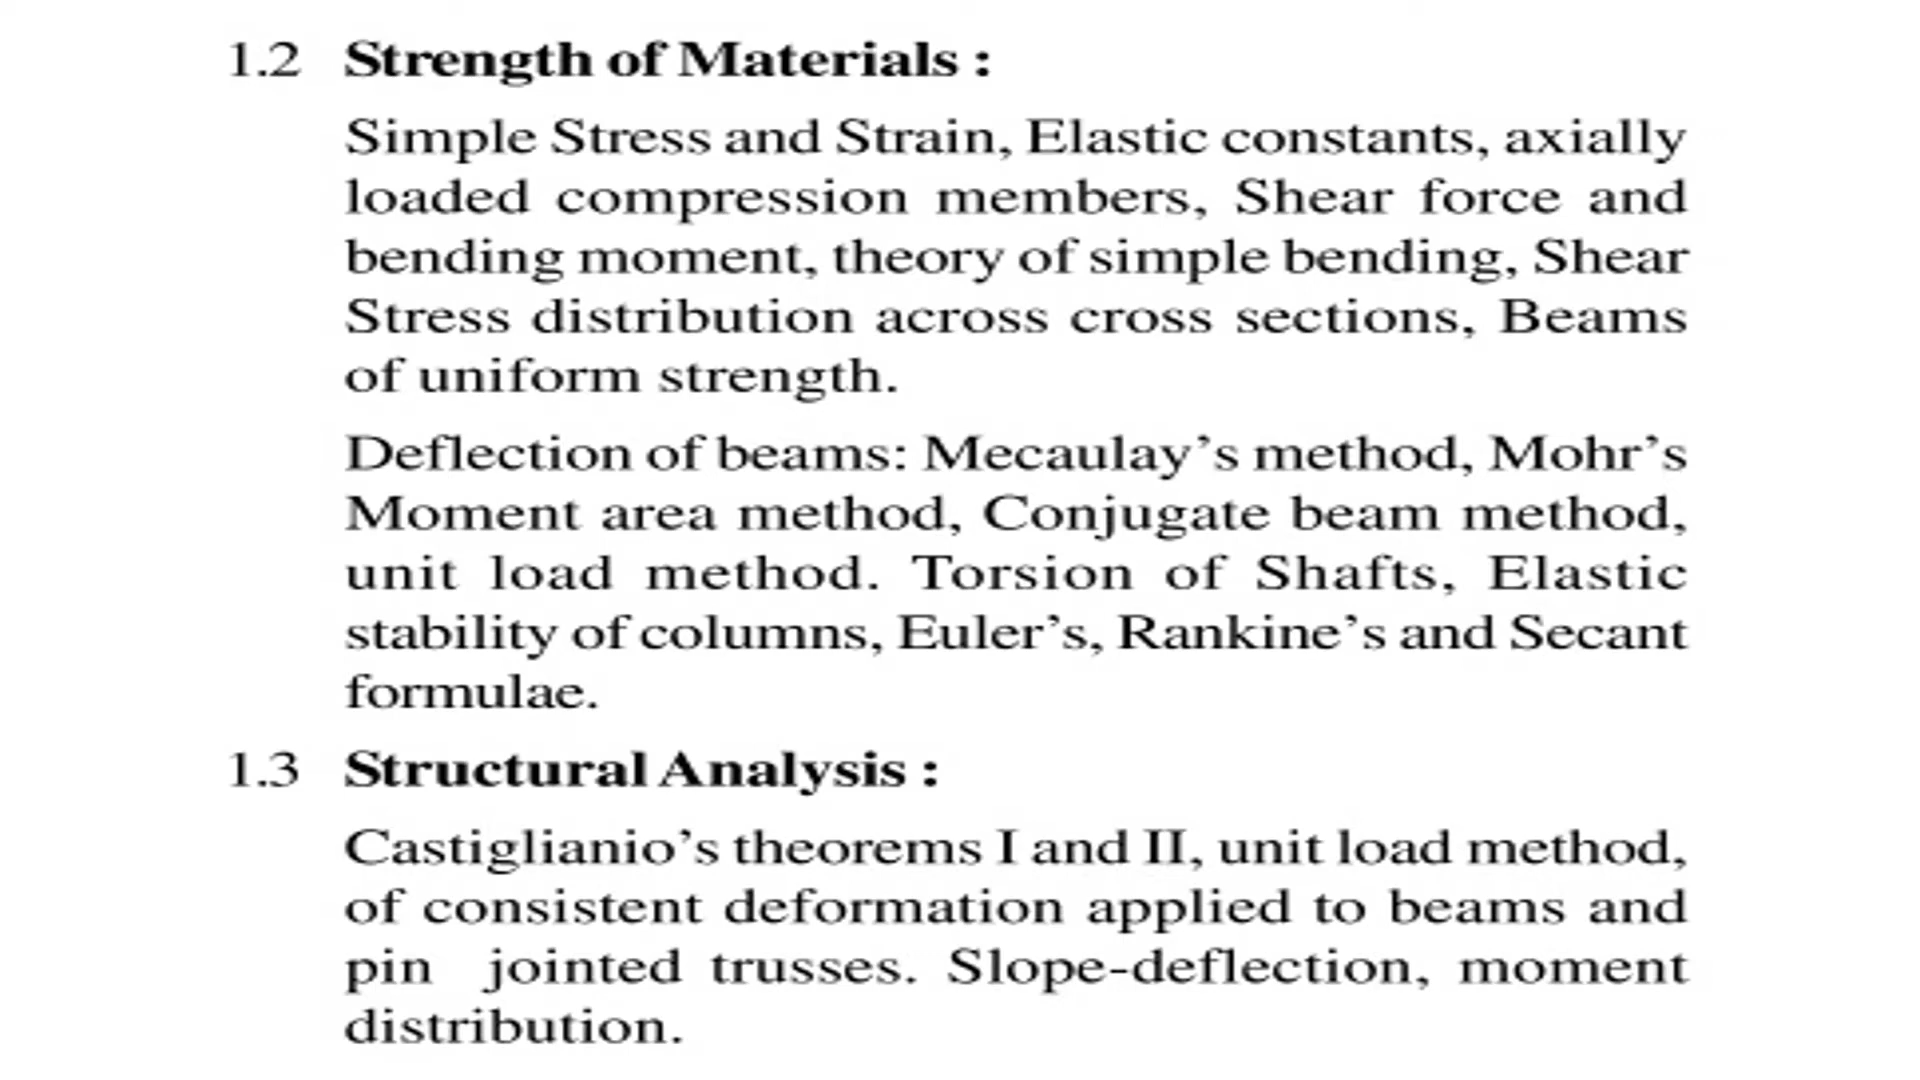 1.2 Strength of Materials :
Simple Stress and Strain, Elastic constants, axially
loaded compression members, Shear force and
bending moment, theory of simple bending, Shear
Stress distribution across cross sections, Beams
of uniform strength.
Deflection of beams: Mecaulay’s method, Mohr’s
Moment area method, Conjugate beam method,
unit load method. Torsion of Shafts, Elastic
stability of columns, Euler’s, Rankine’s and Secant
formulae.
1.3 Structural Analysis :
Castiglianio’s theorems I and II, unit load method,
of consistent deformation applied to beams and
pin jointed trusses. Slope-deflection, moment
distribution.